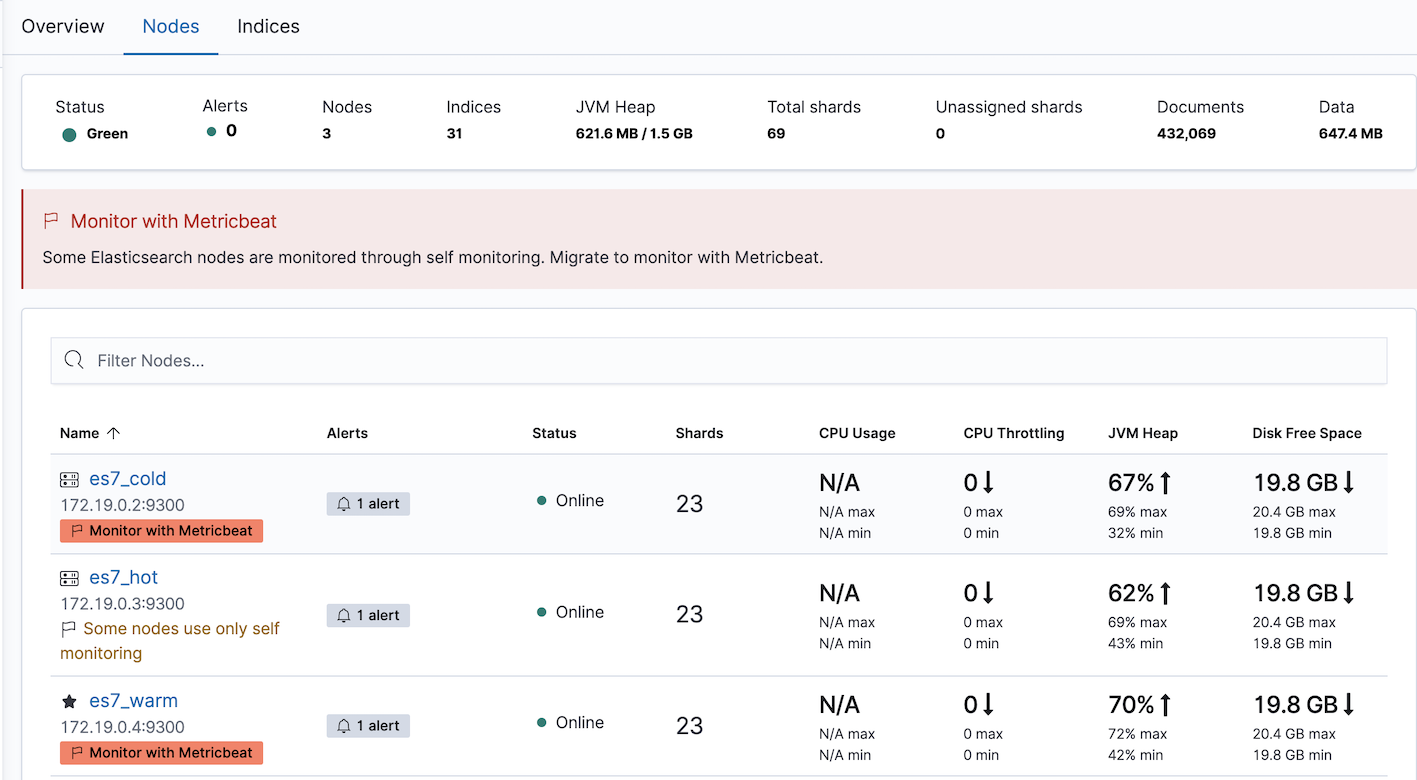 Overview Nodes Indices
Status Alerts Nodes Indices JVM Heap Total shards Unassigned shards Documents Data
Green 0 3 31 621.6 MB / 1.5 GB 69 0 432,069 647.4 MB
Monitor with Metricbeat
Some Elasticsearch nodes are monitored through self monitoring. Migrate to monitor with Metricbeat.
Filter Nodes...
Name Alerts Status Shards CPU Usage CPU Throttling JVM Heap Disk Free Space
es7_cold N/A 0 67% 19.8 GB
172.19.0.2:9300 1 alert Online 23 N/A max 0 max 69% max 20.4 GB max
Monitor with Metricbeat N/A min 0 min 32% min 19.8 GB min
es7_hot N/A 0 62% 19.8 GB
172.19.0.3:9300 1 alert Online 23 N/A max 0 max 69% max 20.4 GB max
Some nodes use only self N/A min 0 min 43% min 19.8 GB min
monitoring
es7_warm N/A 0 70% 19.8 GB
172.19.0.4:9300 1 alert Online 23 N/A max 0 max 72% max 20.4 GB max
Monitor with Metricbeat N/A min 0 min 42% min 19.8 GB min